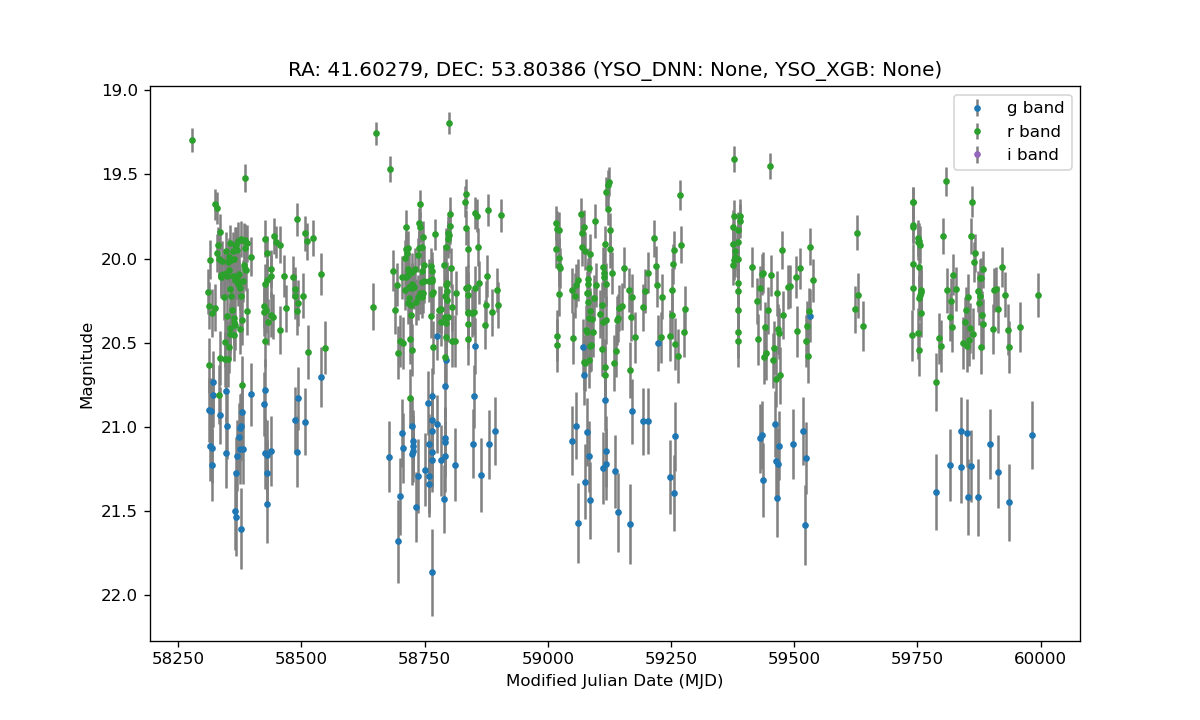 RA: 41.60279, DEC: 53.80386 (YSO_DNN: None, YSO_XGB: None)
g band
r band
i band
19.0
19.5
20.0
20.5
21.0
21.5
22.0
Magnitude
58250 58500 58750 59000 59250 59500 59750 60000
Modified Julian Date (MJD)